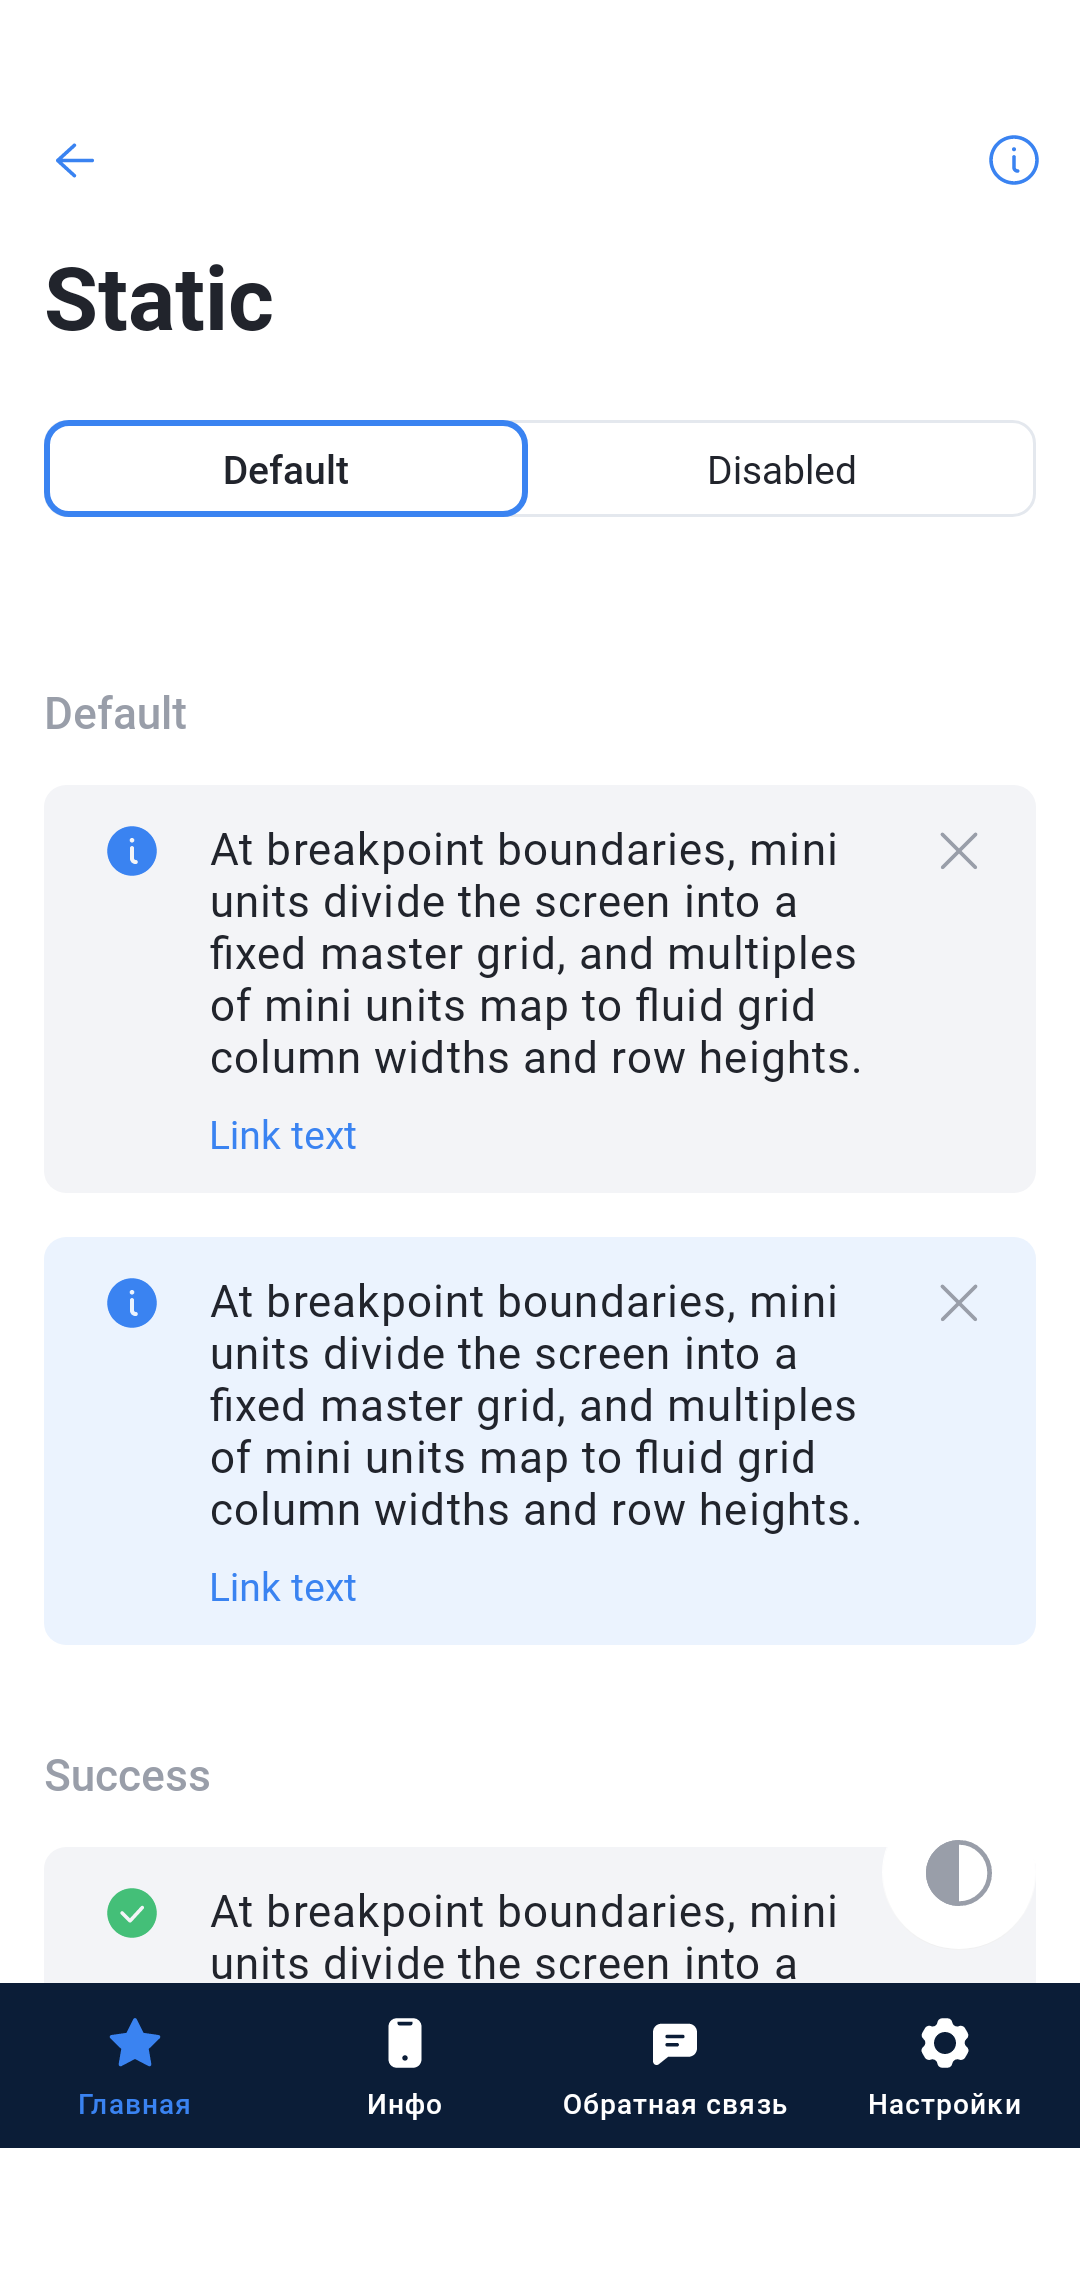 Static
Default
Disabled
Default
At breakpoint boundaries, mini
units divide the screen into a
fixed master grid, and multiples
of mini units map to fluid grid
column widths and row heights.
Link text
At breakpoint boundaries, mini
units divide the screen into a
fixed master grid, and multiples
of mini units map to fluid grid
column widths and row heights.
Link text
Success
At breakpoint boundaries, mini
units divide the screen into a
Главная
Инфо
Обратная связь
Настройки